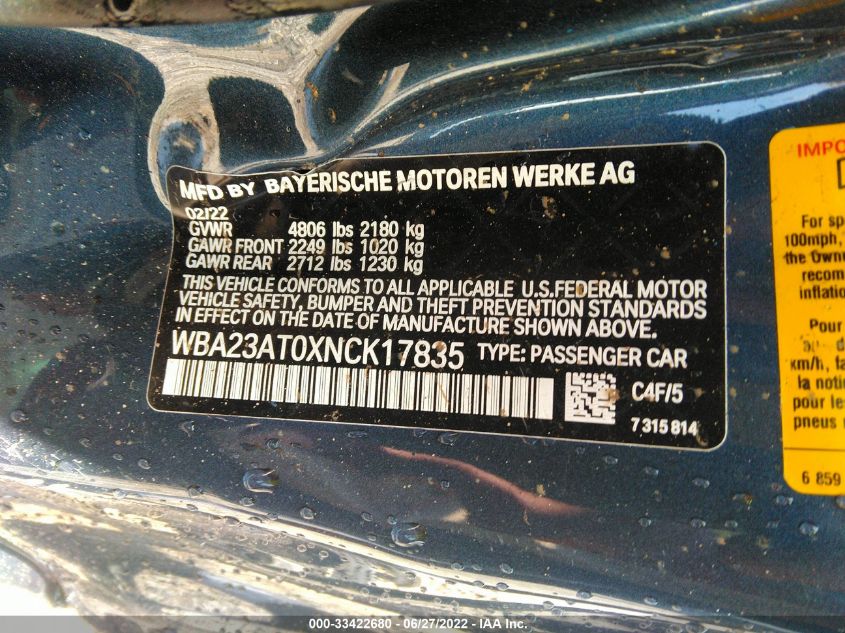 MFD BY BAYERISCHE MOTOREN WERKE AG
02/22
GVWR 4806 lbs 2180 kg
GAWR FRONT 2249 lbs 1020 kg
GAWR REAR 2712 lbs 1230 kg
THIS VEHICLE CONFORMS TO ALL APPLICABLE U.S.FEDERAL MOTOR
VEHICLE SAFETY, BUMPER AND THEFT PREVENTION STANDARDS
IN EFFECT ON THE DATE OF MANUFACTURE SHOWN ABOVE.
WBA23AT0XNCK17835 TYPE: PASSENGER CAR
C4F/5
7 315 814
IMPO
For sp
100mph,
the Owne
recom
inflatio
Pour
km/h, fa
la notic
pour le
pneus
6 859
000-33422680 - 06/27/2022 - IAA Inc.